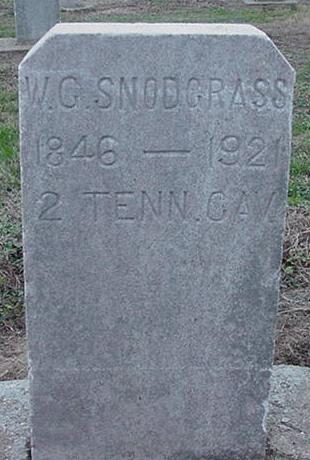 W.G. SNODGRASS
1846 — 1921
2 TENN. CAV.